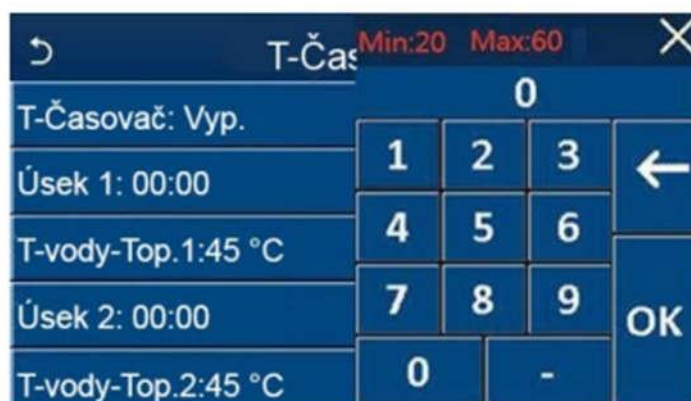 T-Čas
Min:20 Max:60
0
T-Časovač: Vyp.
Úsek 1: 00:00
T-vody-Top.1:45 °C
Úsek 2: 00:00
T-vody-Top.2:45 °C
1 2 3
4 5 6
7 8 9
0 -
OK